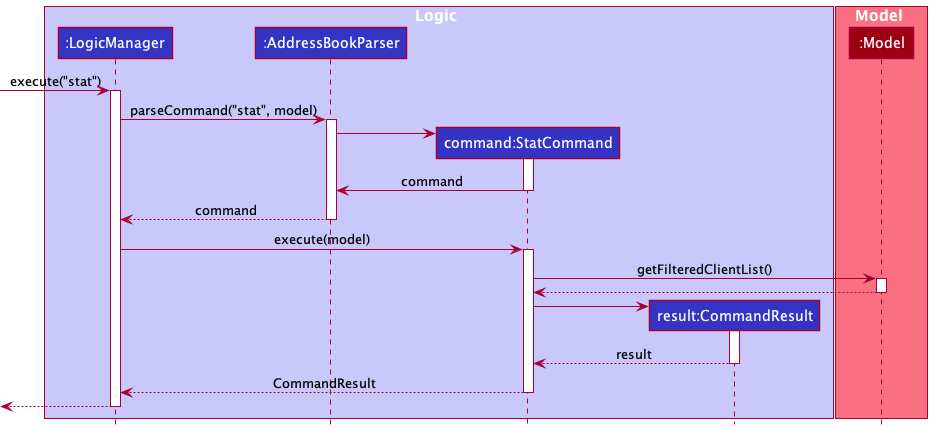 Logic
Model
:LogicManager
:AddressBookParser
:Model
execute("stat")
parseCommand("stat", model)
command:StatCommand
command
command
execute(model)
getFilteredClientList()
result:CommandResult
result
CommandResult